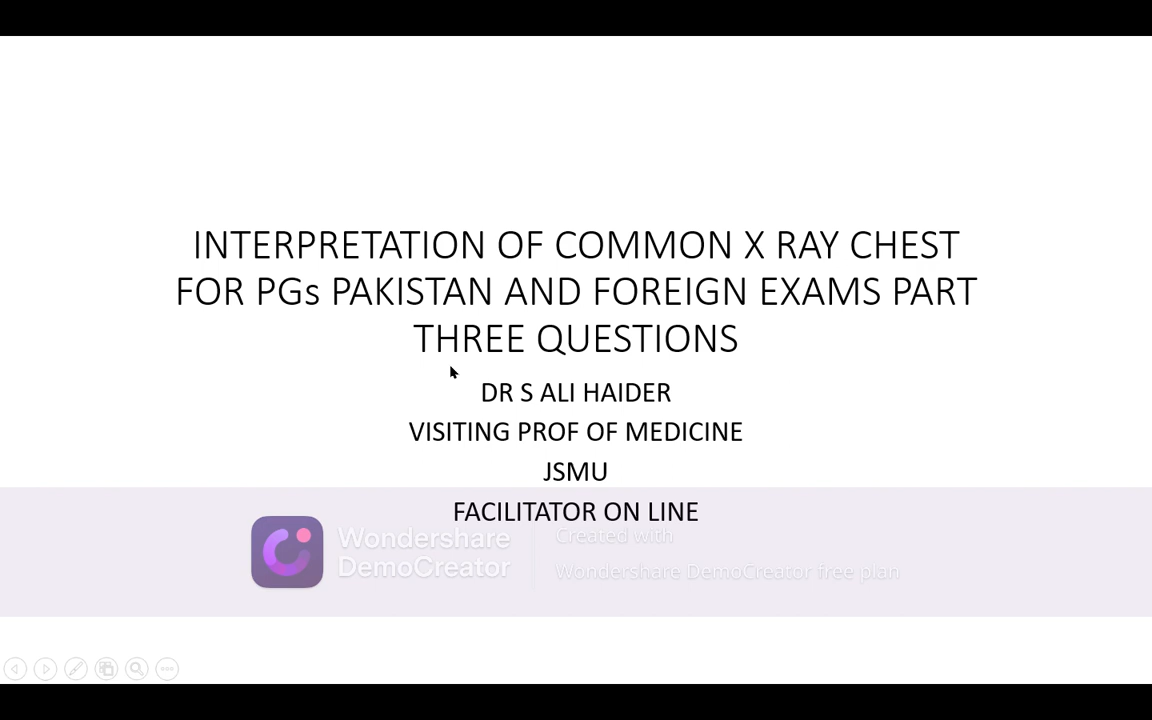 INTERPRETATION OF COMMON X RAY CHEST
FOR PGs PAKISTAN AND FOREIGN EXAMS PART
THREE QUESTIONS
DR S ALI HAIDER
VISITING PROF OF MEDICINE
JSMU
FACILITATOR ON LINE
Wondershare
DemoCreator
Created with
Wondershare DemoCreator free plan